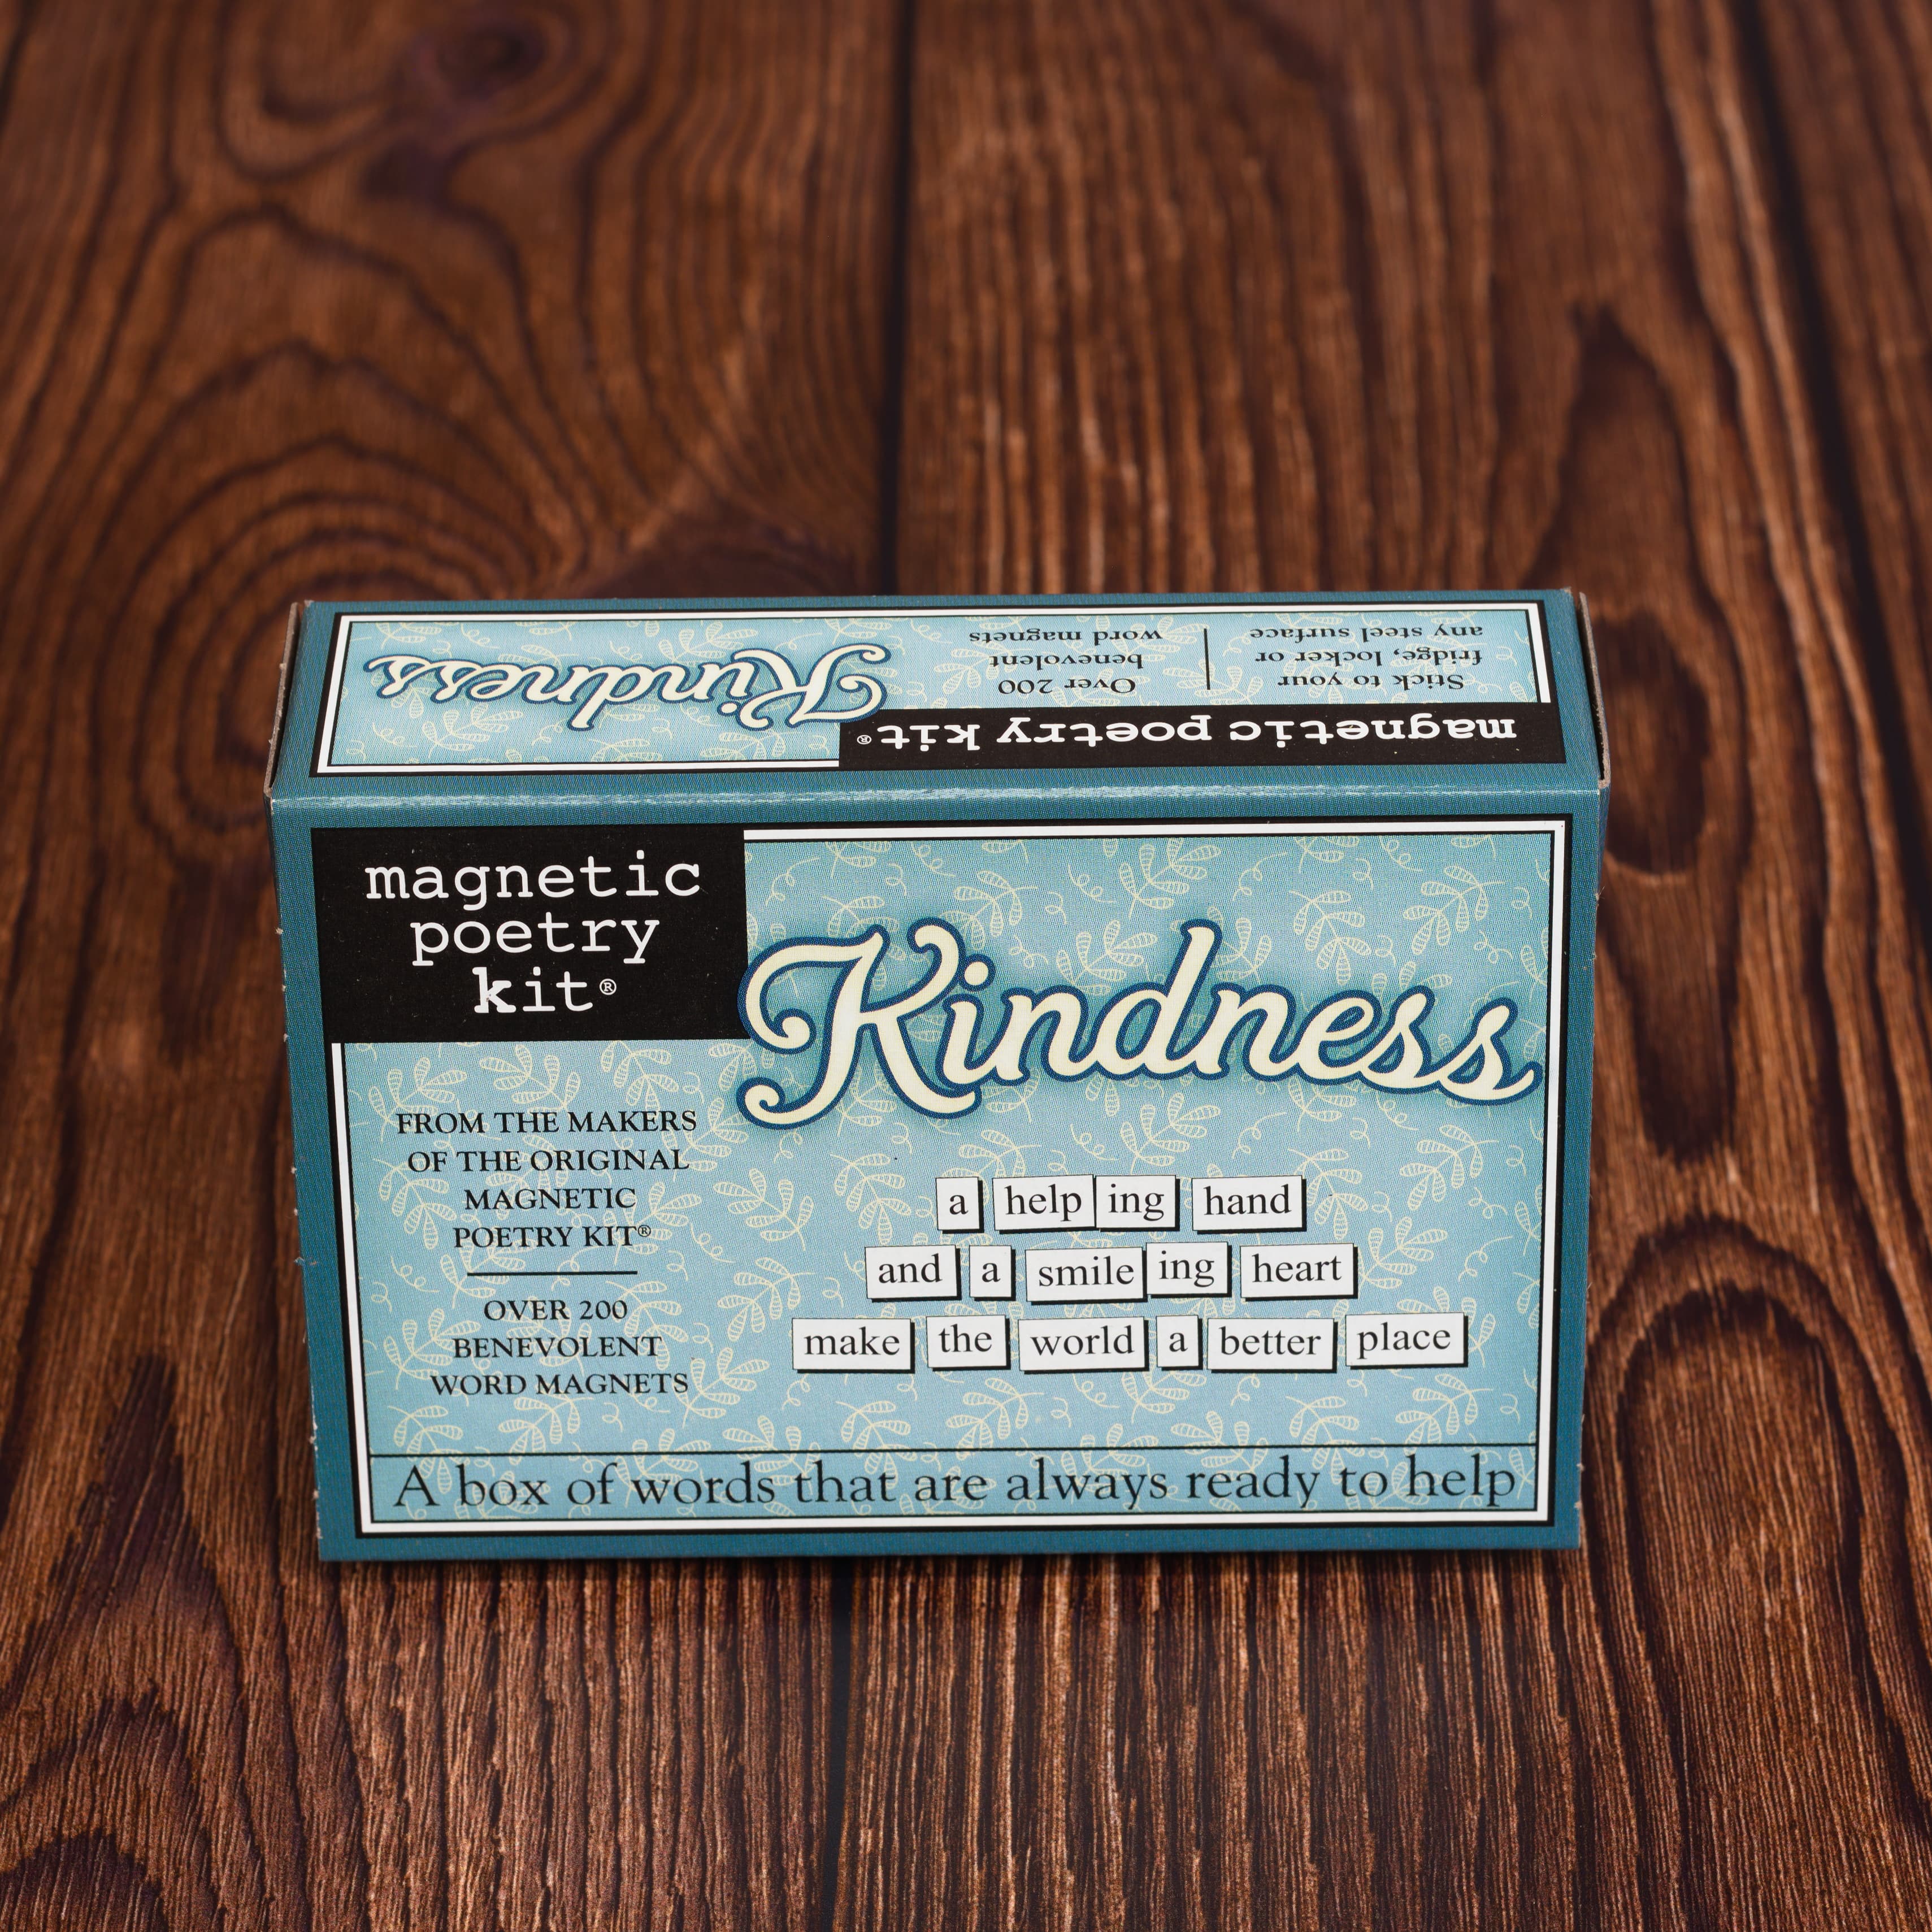 Kindness
Over 200
benevolent
word magnets
Stick to your
fridge, locker or
any steel surface
magnetic poetry kit®
magnetic
poetry
kit®
Kindness
FROM THE MAKERS
OF THE ORIGINAL
MAGNETIC
POETRY KIT®
OVER 200
BENEVOLENT
WORD MAGNETS
a help ing hand
and a smile ing heart
make the world a better place
A box of words that are always ready to help